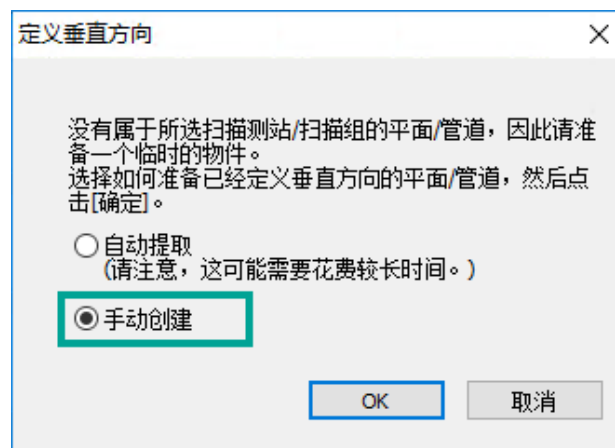 定义垂直方向
没有属于所选扫描测站/扫描组的平面/管道，因此请准
备一个临时的物件。
选择如何准备已经定义垂直方向的平面/管道，然后点
击[确定]。
自动提取
(请注意，这可能需要花费较长时间。)
手动创建
OK
取消